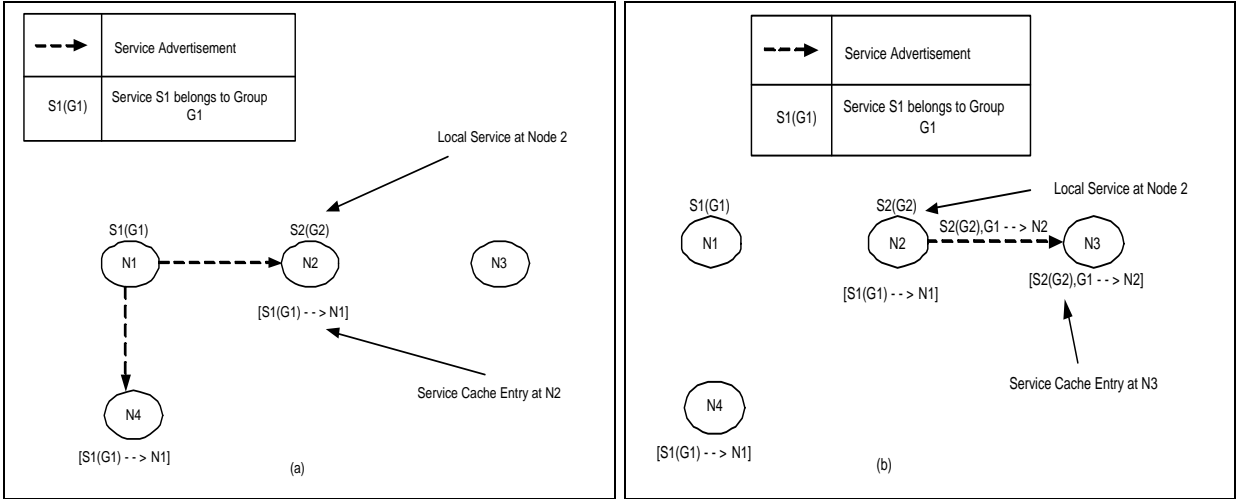 Service Advertisement
S1(G1)
Service S1 belongs to Group
G1
Local Service at Node 2
S1(G1)
S2(G2)
N1
N2
N3
[S1(G1) - - > N1]
Service Cache Entry at N2
N4
[S1(G1) - - > N1]
(a)
Service Advertisement
S1(G1)
Service S1 belongs to Group
G1
Local Service at Node 2
S1(G1)
S2(G2)
S2(G2),G1 - - > N2
N1
N2
N3
[S1(G1) - - > N1]
[S2(G2),G1 - - > N2]
Service Cache Entry at N3
N4
[S1(G1) - - > N1]
(b)